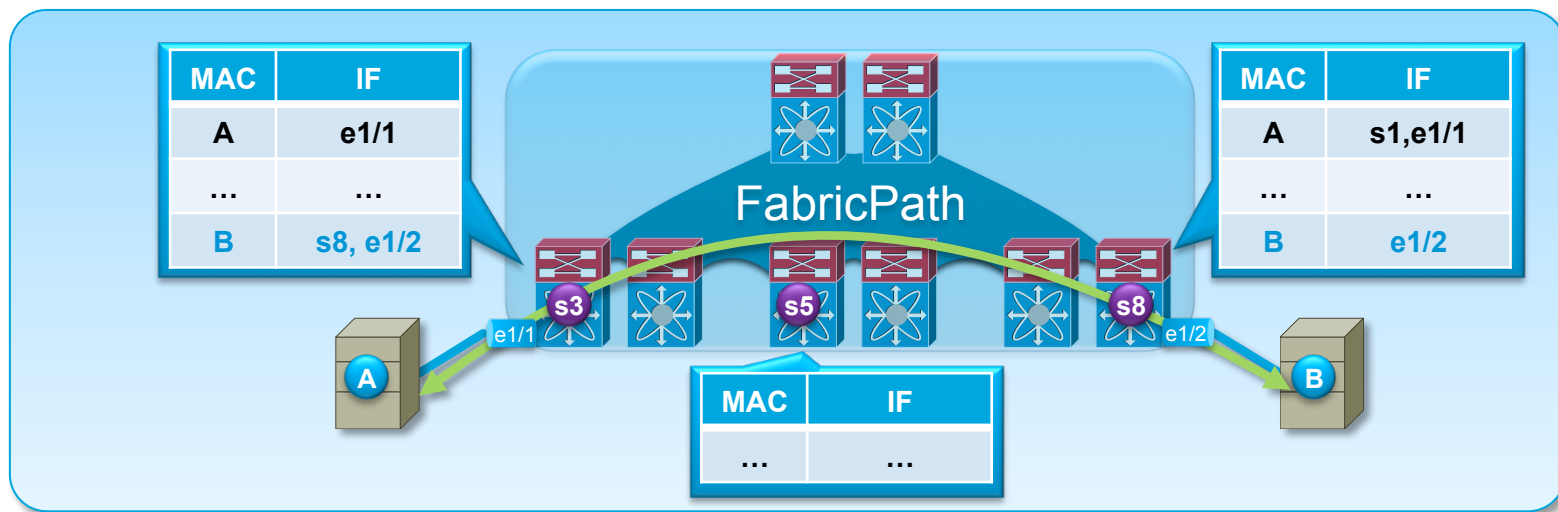 MAC IF
A e1/1
... ...
B s8, e1/2
MAC IF
A s1,e1/1
... ...
B e1/2
FabricPath
s3
s5
s8
e1/1
e1/2
A
B
MAC IF
... ...